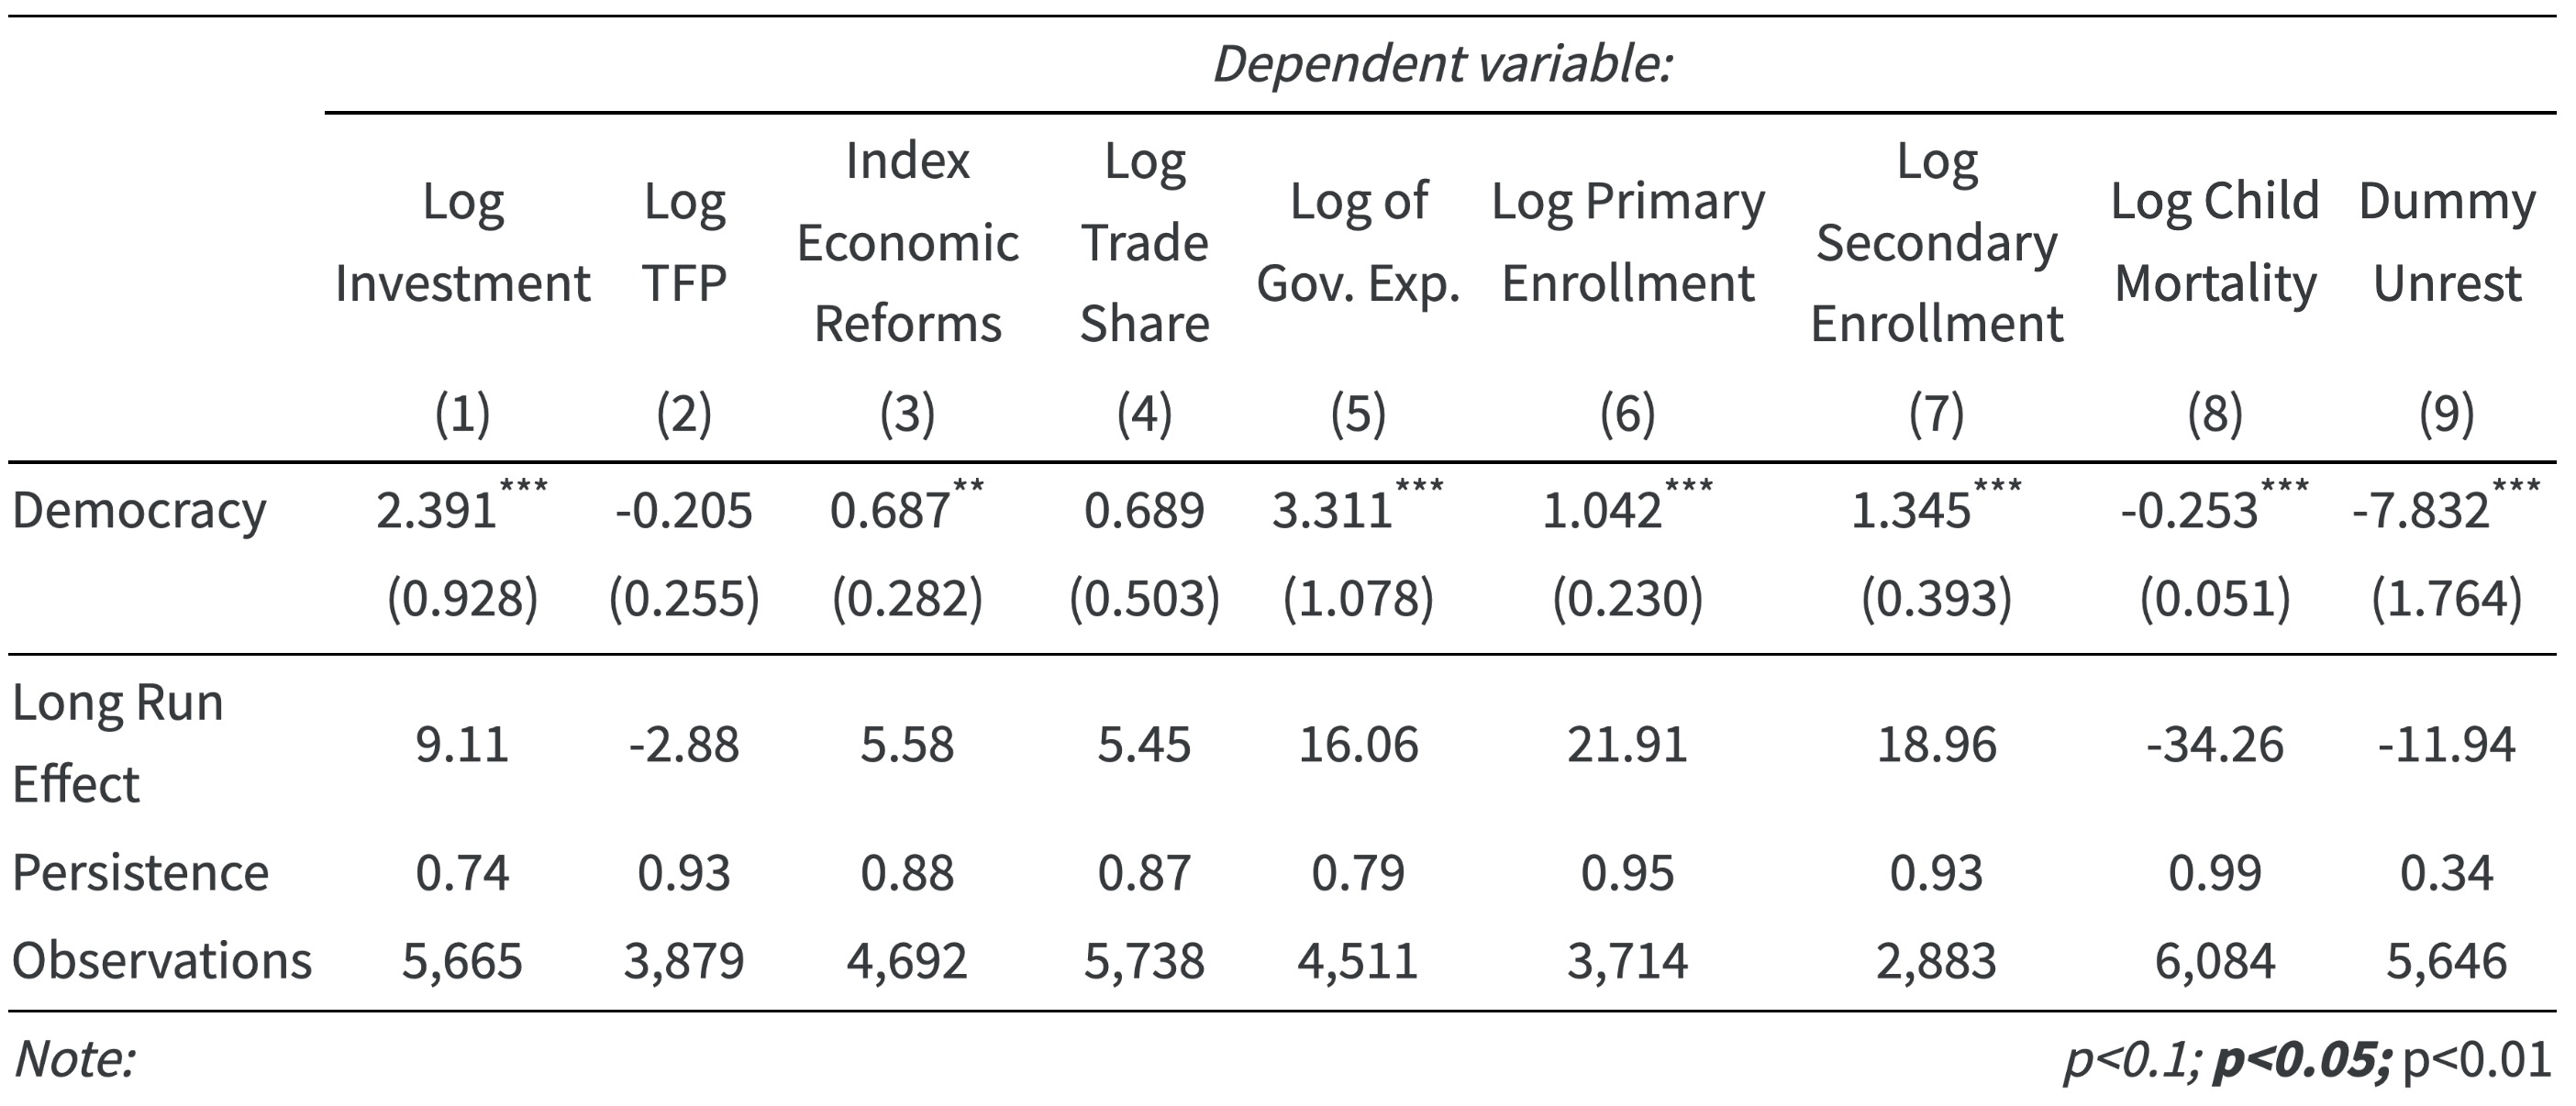 Dependent variable:
Log Investment Log TFP Index Economic Reforms Log Trade Share Log of Gov. Exp. Log Primary Enrollment Log Secondary Enrollment Log Child Mortality Dummy Unrest
(1) (2) (3) (4) (5) (6) (7) (8) (9)
Democracy 2.391*** -0.205 0.687** 0.689 3.311*** 1.042*** 1.345*** -0.253*** -7.832***
(0.928) (0.255) (0.282) (0.503) (1.078) (0.230) (0.393) (0.051) (1.764)
Long Run Effect 9.11 -2.88 5.58 5.45 16.06 21.91 18.96 -34.26 -11.94
Persistence 0.74 0.93 0.88 0.87 0.79 0.95 0.93 0.99 0.34
Observations 5,665 3,879 4,692 5,738 4,511 3,714 2,883 6,084 5,646
Note: p<0.1; p<0.05; p<0.01